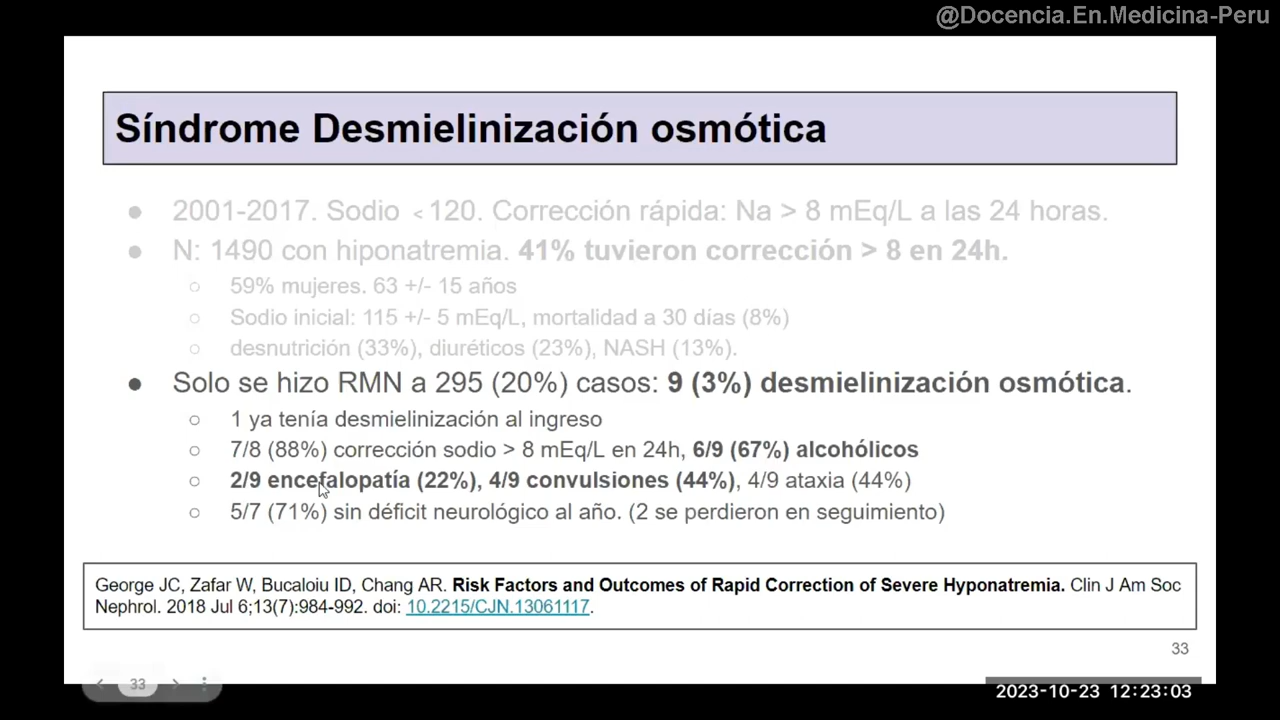 @Docencia.En.Medicina-Peru
Síndrome Desmielinización osmótica
● 2001-2017. Sodio < 120. Corrección rápida: Na > 8 mEq/L a las 24 horas.
● N: 1490 con hiponatremia. 41% tuvieron corrección > 8 en 24h.
○ 59% mujeres. 63 +/- 15 años
○ Sodio inicial: 115 +/- 5 mEq/L, mortalidad a 30 días (8%)
○ desnutrición (33%), diuréticos (23%), NASH (13%).
● Solo se hizo RMN a 295 (20%) casos: 9 (3%) desmielinización osmótica.
○ 1 ya tenía desmielinización al ingreso
○ 7/8 (88%) corrección sodio > 8 mEq/L en 24h, 6/9 (67%) alcohólicos
○ 2/9 encefalopatía (22%), 4/9 convulsiones (44%), 4/9 ataxia (44%)
○ 5/7 (71%) sin déficit neurológico al año. (2 se perdieron en seguimiento)
George JC, Zafar W, Bucaloiu ID, Chang AR. Risk Factors and Outcomes of Rapid Correction of Severe Hyponatremia. Clin J Am Soc
Nephrol. 2018 Jul 6;13(7):984-992. doi: 10.2215/CJN.13061117.
33
33
2023-10-23 12:23:03